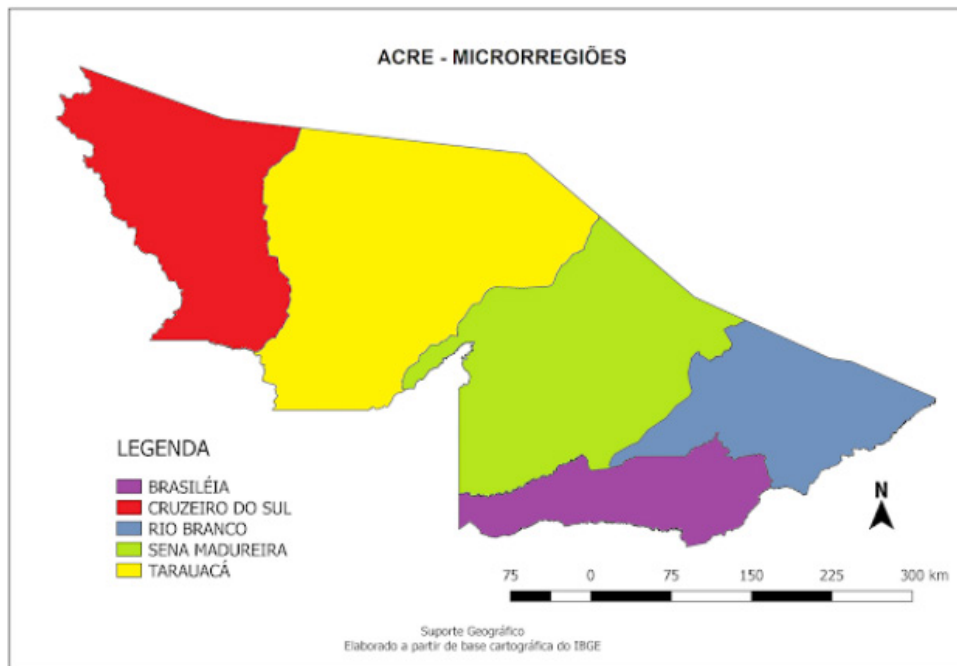 ACRE - MICRORREGIÕES
LEGENDA
BRASILÉIA
CRUZEIRO DO SUL
RIO BRANCO
SENA MADUREIRA
TARAUACÁ
N
75 0 75 150 225 300 km
Suporte Geográfico
Elaborado a partir de base cartográfica do IBGE